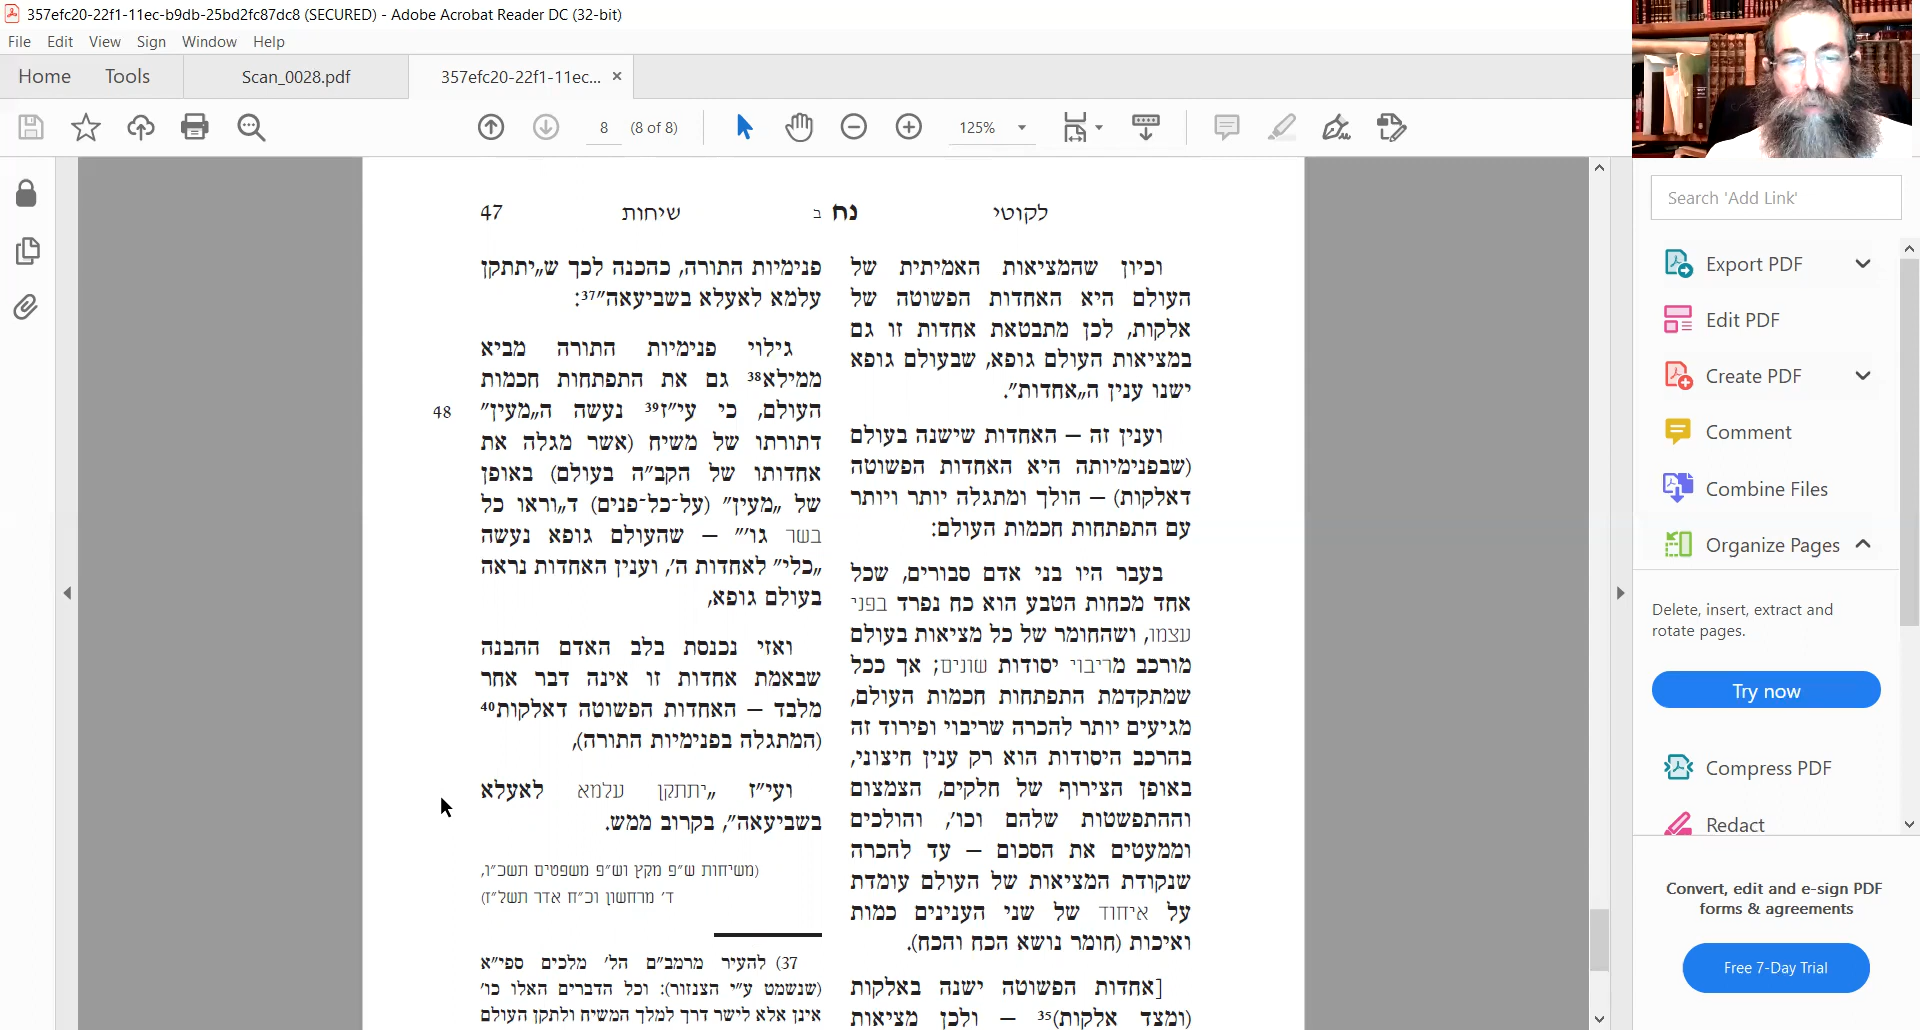 357efc20-22f1-11ec-b9db-25bd2fc87dc8 (SECURED) - Adobe Acrobat Reader DC (32-bit)
File Edit View Sign Window Help
Home Tools Scan_0028.pdf 357efc20-22f1-11ec... ×
8 (8 of 8) 125%
לקוטי נח ב שיחות 47
וכיון שהמציאות האמיתית של
העולם היא האחדות הפשוטה של
אלקות, לכן מתבטאת אחדות זו גם
במציאות העולם גופא, שבעולם גופא
ישנו ענין ה„אחדות".
וענין זה – האחדות שישנה בעולם
(שבפנימיותה היא האחדות הפשוטה
דאלקות) – הולך ומתגלה יותר ויותר
עם התפתחות חכמות העולם:
בעבר היו בני אדם סבורים, שכל
אחד מכחות הטבע הוא כח נפרד בפני
עצמו, ושהחומר של כל מציאות בעולם
מורכב מריבוי יסודות שונים; אך ככל
שמתקדמת התפתחות חכמות העולם,
מגיעים יותר להכרה שריבוי ופירוד זה
בהרכב היסודות הוא רק ענין חיצוני,
באופן הצירוף של חלקים, הצמצום
וההתפשטות שלהם וכו', והולכים
וממעטים את הסכום – עד להכרה
שנקודת המציאות של העולם עומדת
על איחוד של שני הענינים כמות
ואיכות (חומר נושא הכח והכח).
[אחדות הפשוטה ישנה באלקות
(ומצד אלקות)35 – ולכן מציאות
פנימיות התורה, כהכנה לכך ש„יתתקן
עלמא לאעלא בשביעאה"37:
גילוי פנימיות התורה מביא
ממילא38 גם את התפתחות חכמות
העולם, כי עי"ז39 נעשה ה„מעין"
48
דתורתו של משיח (אשר מגלה את
אחדותו של הקב"ה בעולם) באופן
של „מעין" (על־כל־פנים) ד„וראו כל
בשר גו'" – שהעולם גופא נעשה
„כלי" לאחדות ה', וענין האחדות נראה
בעולם גופא,
ואזי נכנסת בלב האדם ההבנה
שבאמת אחדות זו אינה דבר אחר
מלבד – האחדות הפשוטה דאלקות40
(המתגלה בפנימיות התורה),
ועי"ז „יתתקן עלמא לאעלא
בשביעאה", בקרוב ממש.
(משיחות ש"פ מקץ וש"פ משפטים תשכ"ו,
ד' מרחשון וכ"ח אדר תשל"ז)
37) להעיר מרמב"ם הל' מלכים ספי"א
(שנשמט ע"י הצנזור): וכל הדברים האלו כו'
אינן אלא לישר דרך למלך המשיח ולתקן העולם
Search 'Add Link'
Export PDF
Edit PDF
Create PDF
Comment
Combine Files
Organize Pages
Delete, insert, extract and
rotate pages.
Try now
Compress PDF
Redact
Convert, edit and e-sign PDF
forms & agreements
Free 7-Day Trial